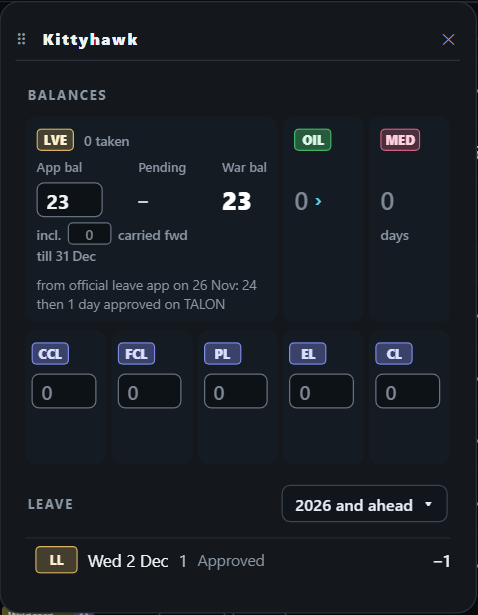 Kittyhawk
BALANCES
LVE 0 taken
App bal Pending War bal
23 – 23
incl. 0 carried fwd
till 31 Dec
from official leave app on 26 Nov: 24
then 1 day approved on TALON
OIL
0 ›
MED
0
days
CCL FCL PL EL CL
0 0 0 0 0
LEAVE 2026 and ahead
LL Wed 2 Dec 1 Approved −1